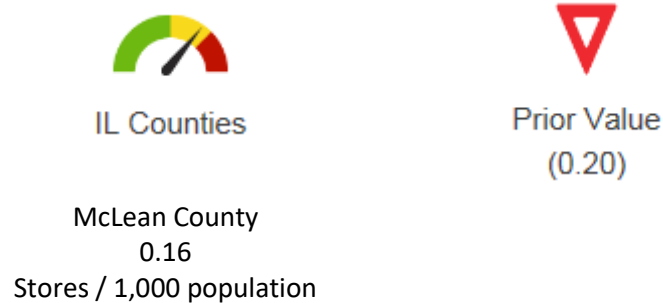 IL Counties
Prior Value
(0.20)
McLean County
0.16
Stores / 1,000 population